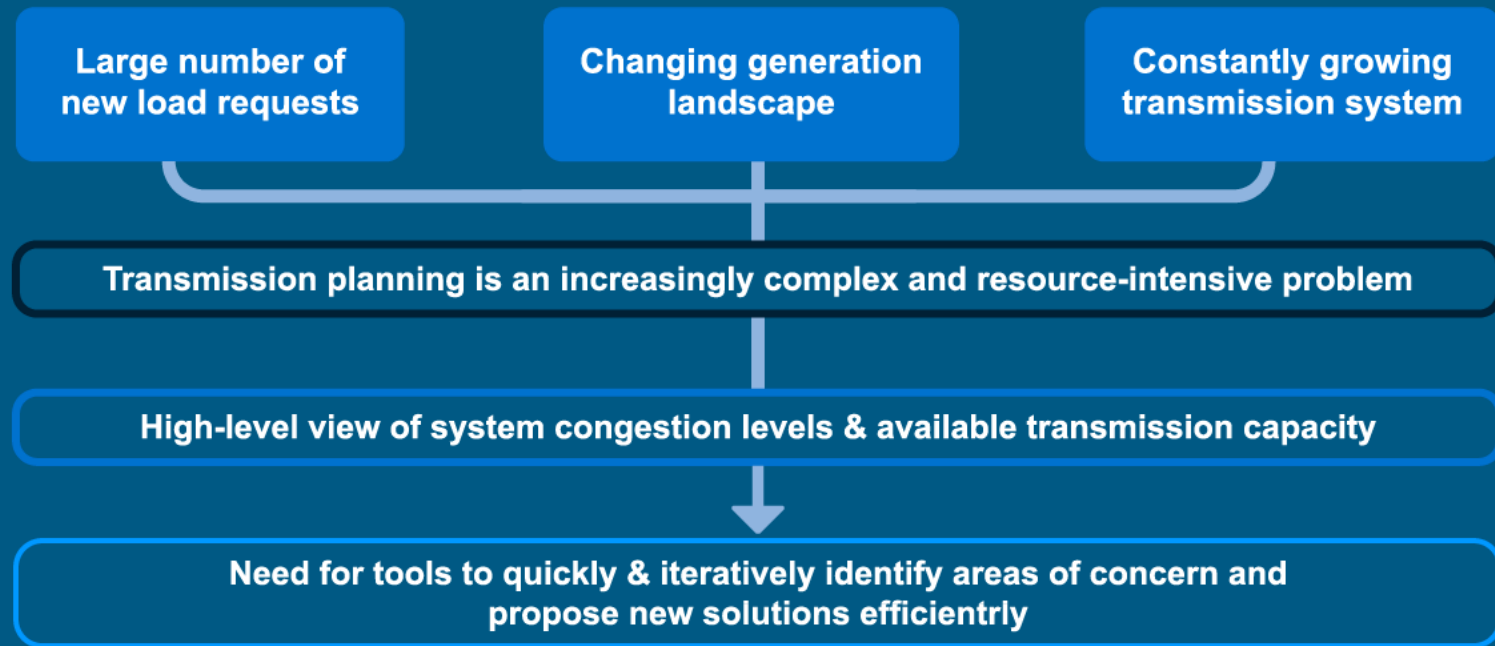 Large number of
new load requests
Changing generation
landscape
Constantly growing
transmission system
Transmission planning is an increasingly complex and resource-intensive problem
High-level view of system congestion levels & available transmission capacity
Need for tools to quickly & iteratively identify areas of concern and
propose new solutions efficientrly